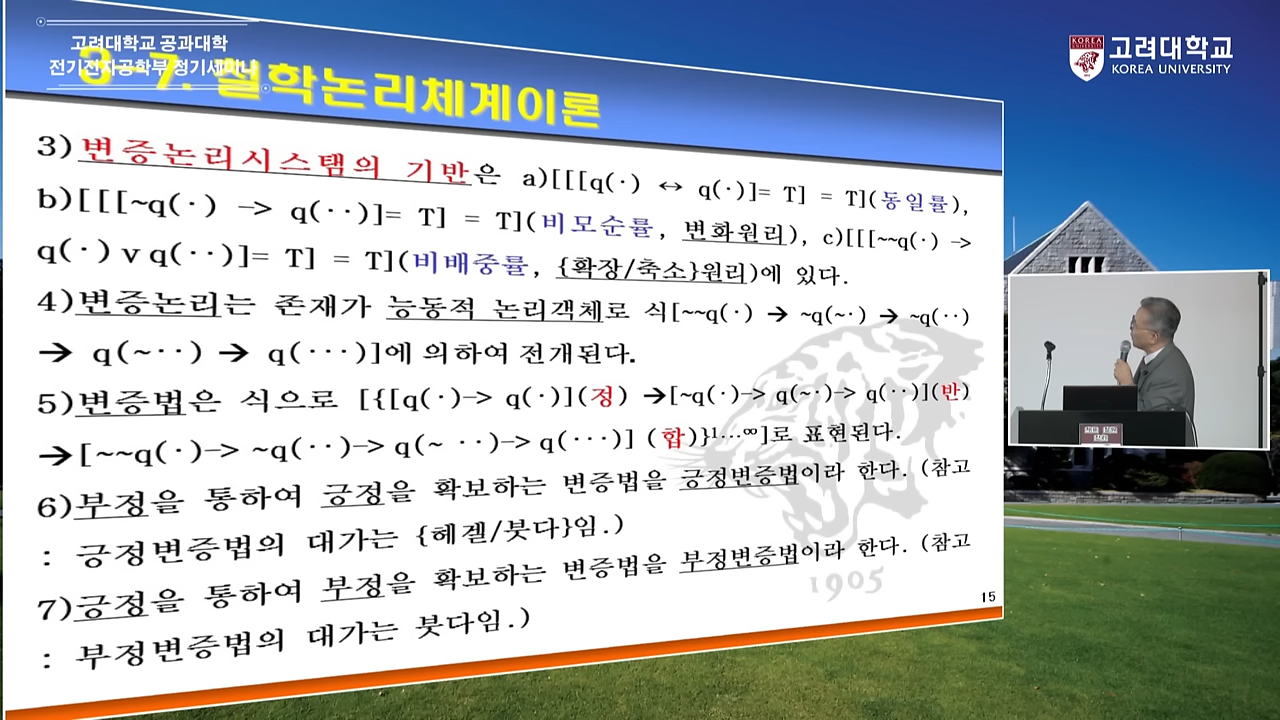 고려대학교 공과대학
전기전자공학부 정기세미나
고려대학교
KOREA UNIVERSITY
3-7. 철학논리체계이론
3)변증논리시스템의 기반은 a)[[[q(·) ↔ q(·)]= T] = T](동일률),
b)[[[~q(·) -> q(··)]= T] = T](비모순률, 변화원리), c)[[[~~q(·) ->
q(·) v q(··)]= T] = T](비배중률, {확장/축소}원리)에 있다.
4)변증논리는 존재가 능동적 논리객체로 식[~~q(·) → ~q(~·) → ~q(··)
→ q(~··) → q(···)]에 의하여 전개된다.
5)변증법은 식으로 [{[q(·)-> q(·)](정) →[~q(·)-> q(~·)-> q(··)](반)
→[~~q(·)-> ~q(··)-> q(~ ··)-> q(···)] (합)}¹···∞]로 표현된다.
6)부정을 통하여 긍정을 확보하는 변증법을 긍정변증법이라 한다. (참고
: 긍정변증법의 대가는 {헤겔/붓다}임.)
7)긍정을 통하여 부정을 확보하는 변증법을 부정변증법이라 한다. (참고
: 부정변증법의 대가는 붓다임.)
1905
15